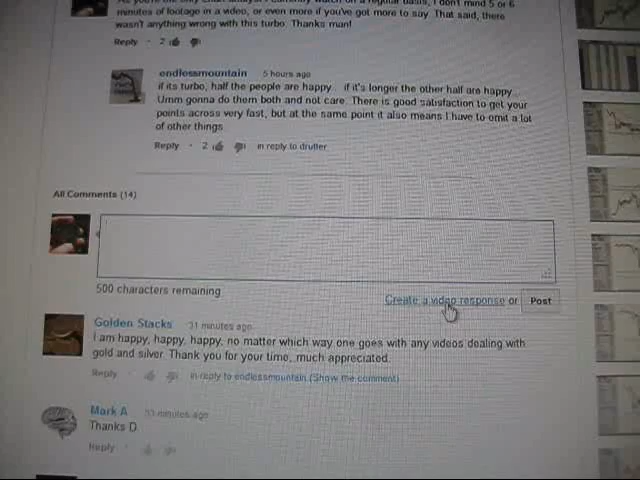 minutes of footage in a video, or even more if you've got more to say. That said, there
wasn't anything wrong with this turbo. Thanks man!
Reply · 2
endlessmountain 5 hours ago
if its turbo, half the people are happy... if it's longer the other half are happy...
Umm gonna do them both and not care. There is good satisfaction to get your
points across very fast, but at the same point it also means I have to omit a lot
of other things.
Reply · 2 in reply to drutter
All Comments (14)
500 characters remaining
Create a video response or Post
Golden Stacks 31 minutes ago
I am happy, happy, happy, no matter which way one goes with any videos dealing with
gold and silver. Thank you for your time, much appreciated.
Reply · in reply to endlessmountain (Show me comment)
Mark A 33 minutes ago
Thanks D
Reply ·